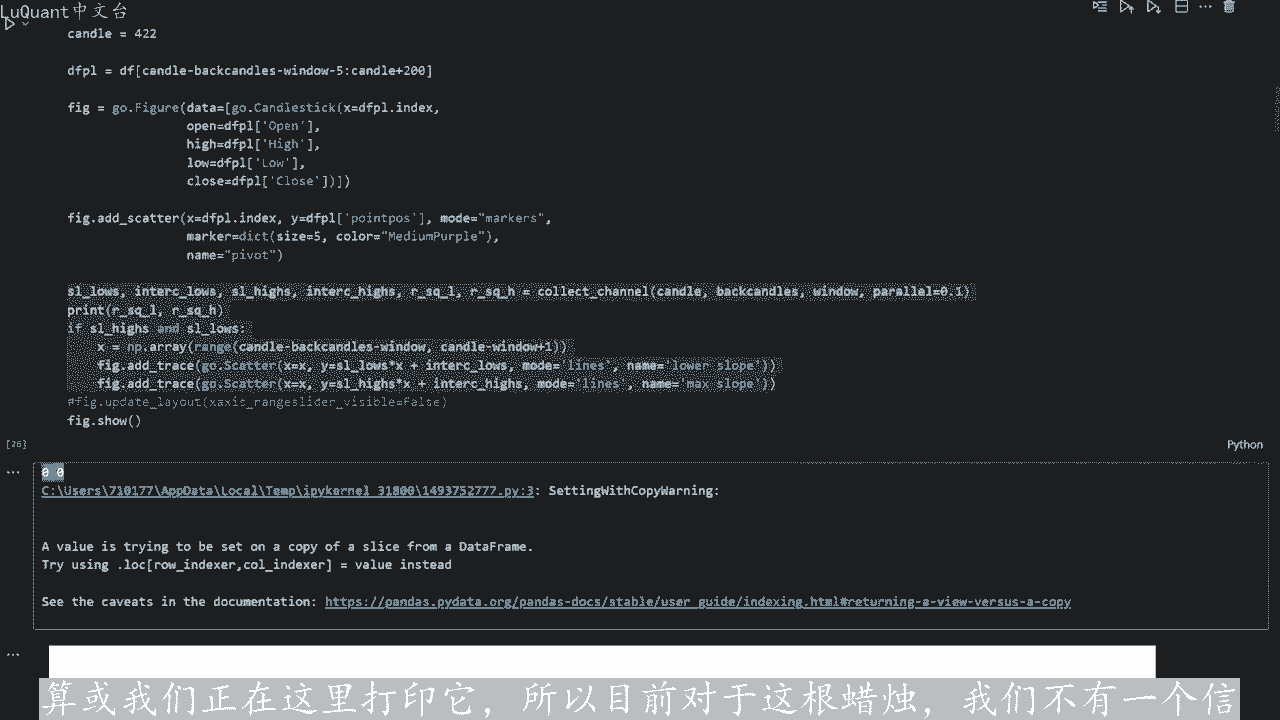 LuQuant中文台
candle = 422
dfpl = df[candle-backcandles-window-5:candle+200]
fig = go.Figure(data=[go.Candlestick(x=dfpl.index,
open=dfpl['Open'],
high=dfpl['High'],
low=dfpl['Low'],
close=dfpl['Close'])])
fig.add_scatter(x=dfpl.index, y=dfpl['pointpos'], mode="markers",
marker=dict(size=5, color="MediumPurple"),
name="pivot")
sl_lows, interc_lows, sl_highs, interc_highs, r_sq_l, r_sq_h = collect_channel(candle, backcandles, window, parallel=0.1)
print(r_sq_l, r_sq_h)
if sl_highs and sl_lows:
x = np.array(range(candle-backcandles-window, candle-window+1))
fig.add_trace(go.Scatter(x=x, y=sl_lows*x + interc_lows, mode='lines', name='lower slope'))
fig.add_trace(go.Scatter(x=x, y=sl_highs*x + interc_highs, mode='lines', name='max slope'))
#fig.update_layout(xaxis_rangeslider_visible=False)
fig.show()
[26]
Python
0 0
C:\Users\710177\AppData\Local\Temp\ipykernel_31800\1493752777.py:3: SettingWithCopyWarning:
A value is trying to be set on a copy of a slice from a DataFrame.
Try using .loc[row_indexer,col_indexer] = value instead
See the caveats in the documentation: https://pandas.pydata.org/pandas-docs/stable/user_guide/indexing.html#returning-a-view-versus-a-copy
算或我们正在这里打印它，所以目前对于这根蜡烛，我们不有一个信